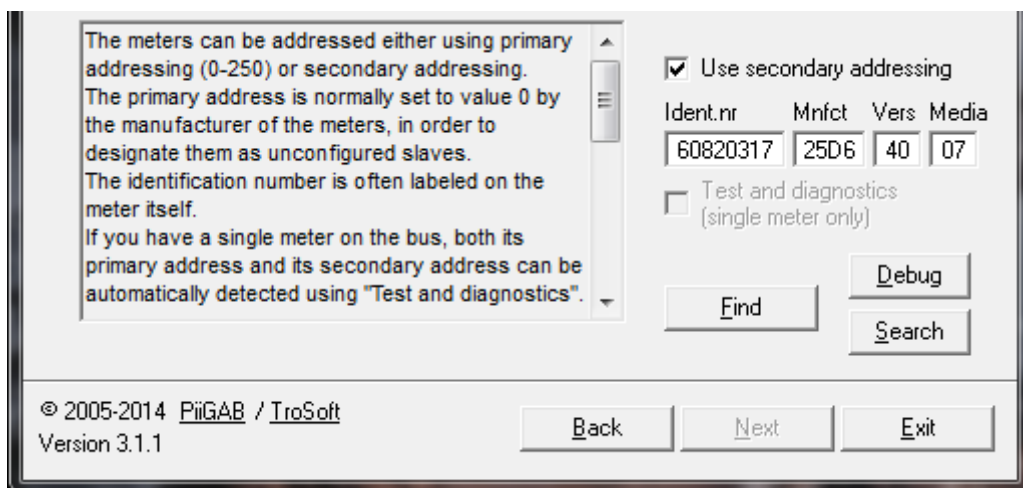 The meters can be addressed either using primary
addressing (0-250) or secondary addressing.
The primary address is normally set to value 0 by
the manufacturer of the meters, in order to
designate them as unconfigured slaves.
The identification number is often labeled on the
meter itself.
If you have a single meter on the bus, both its
primary address and its secondary address can be
automatically detected using "Test and diagnostics".
Use secondary addressing
Ident.nr Mnfct Vers Media
60820317 25D6 40 07
Test and diagnostics
(single meter only)
Debug
Find
Search
© 2005-2014 PiiGAB / TroSoft
Version 3.1.1
Back Next Exit